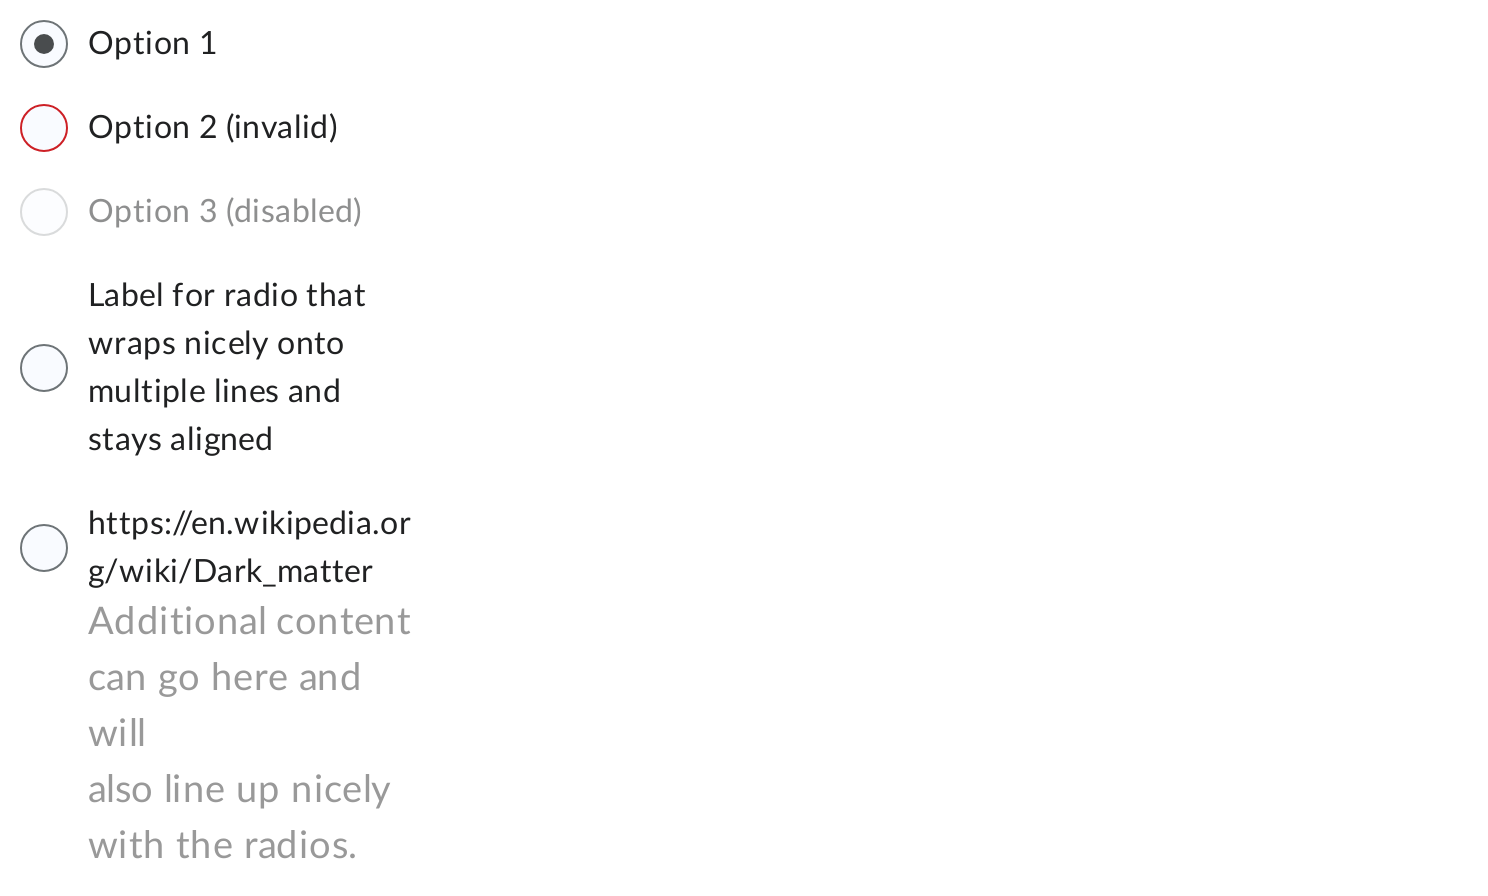 Option 1
Option 2 (invalid)
Option 3 (disabled)
Label for radio that
wraps nicely onto
multiple lines and
stays aligned
https://en.wikipedia.or
g/wiki/Dark_matter
Additional content
can go here and
will
also line up nicely
with the radios.